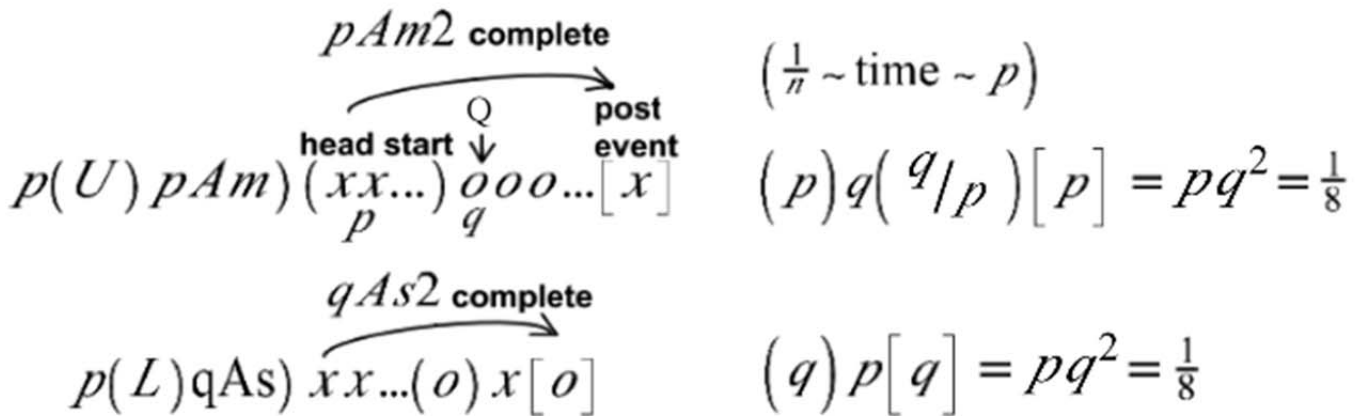 pAm2 complete
(1/n ~ time ~ p)
Q
post
head start ↓ event
p(U) pAm) (xx...) ooo...[x] (p)q(q/p)[p] = pq² = 1/8
p q
qAs2 complete
p(L)qAs) xx...(o)x[o] (q)p[q] = pq² = 1/8